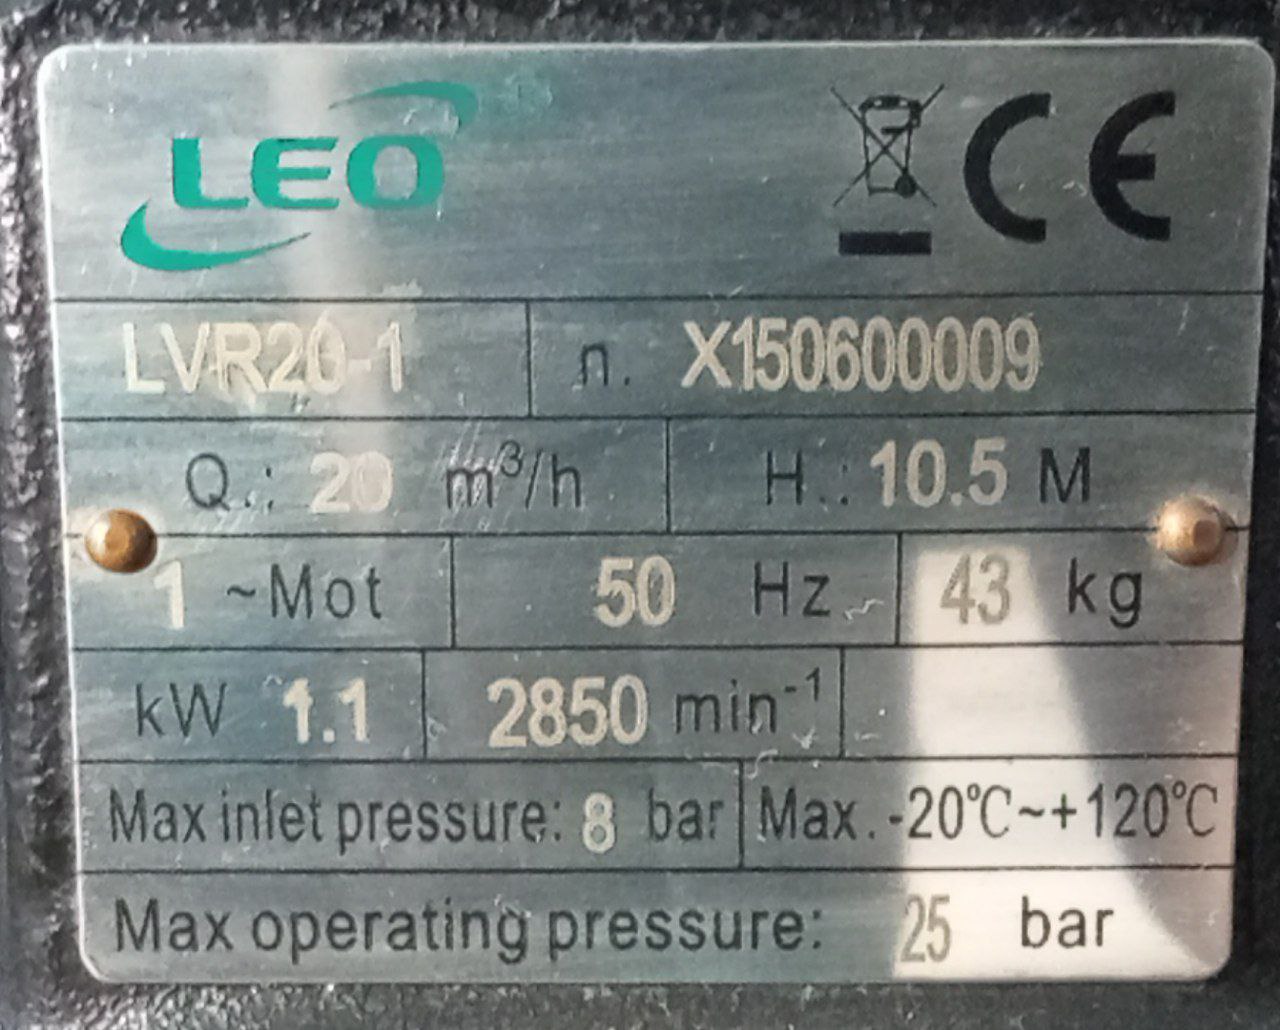 LEO CE
LVR20-1 n. X150600009
Q.: 20 m³/h H.: 10.5 M
1 ~Mot 50 Hz 43 kg
kW 1.1 2850 min⁻¹
Max inlet pressure: 8 bar Max. -20℃~+120℃
Max operating pressure: 25 bar